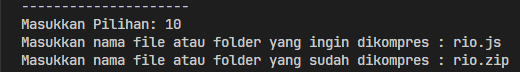 ---------------------
Masukkan Pilihan: 10
Masukkan nama file atau folder yang ingin dikompres : rio.js
Masukkan nama file atau folder yang sudah dikompres : rio.zip